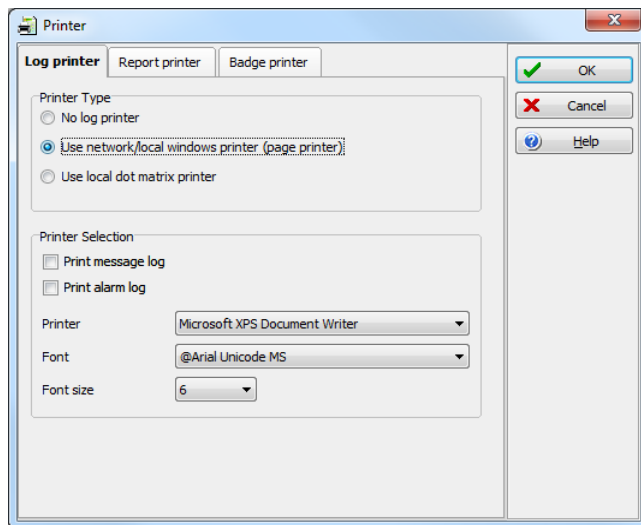 Printer
Log printer
Report printer
Badge printer
OK
Cancel
Help
Printer Type
No log printer
Use network/local windows printer (page printer)
Use local dot matrix printer
Printer Selection
Print message log
Print alarm log
Printer
Microsoft XPS Document Writer
Font
@Arial Unicode MS
Font size
6